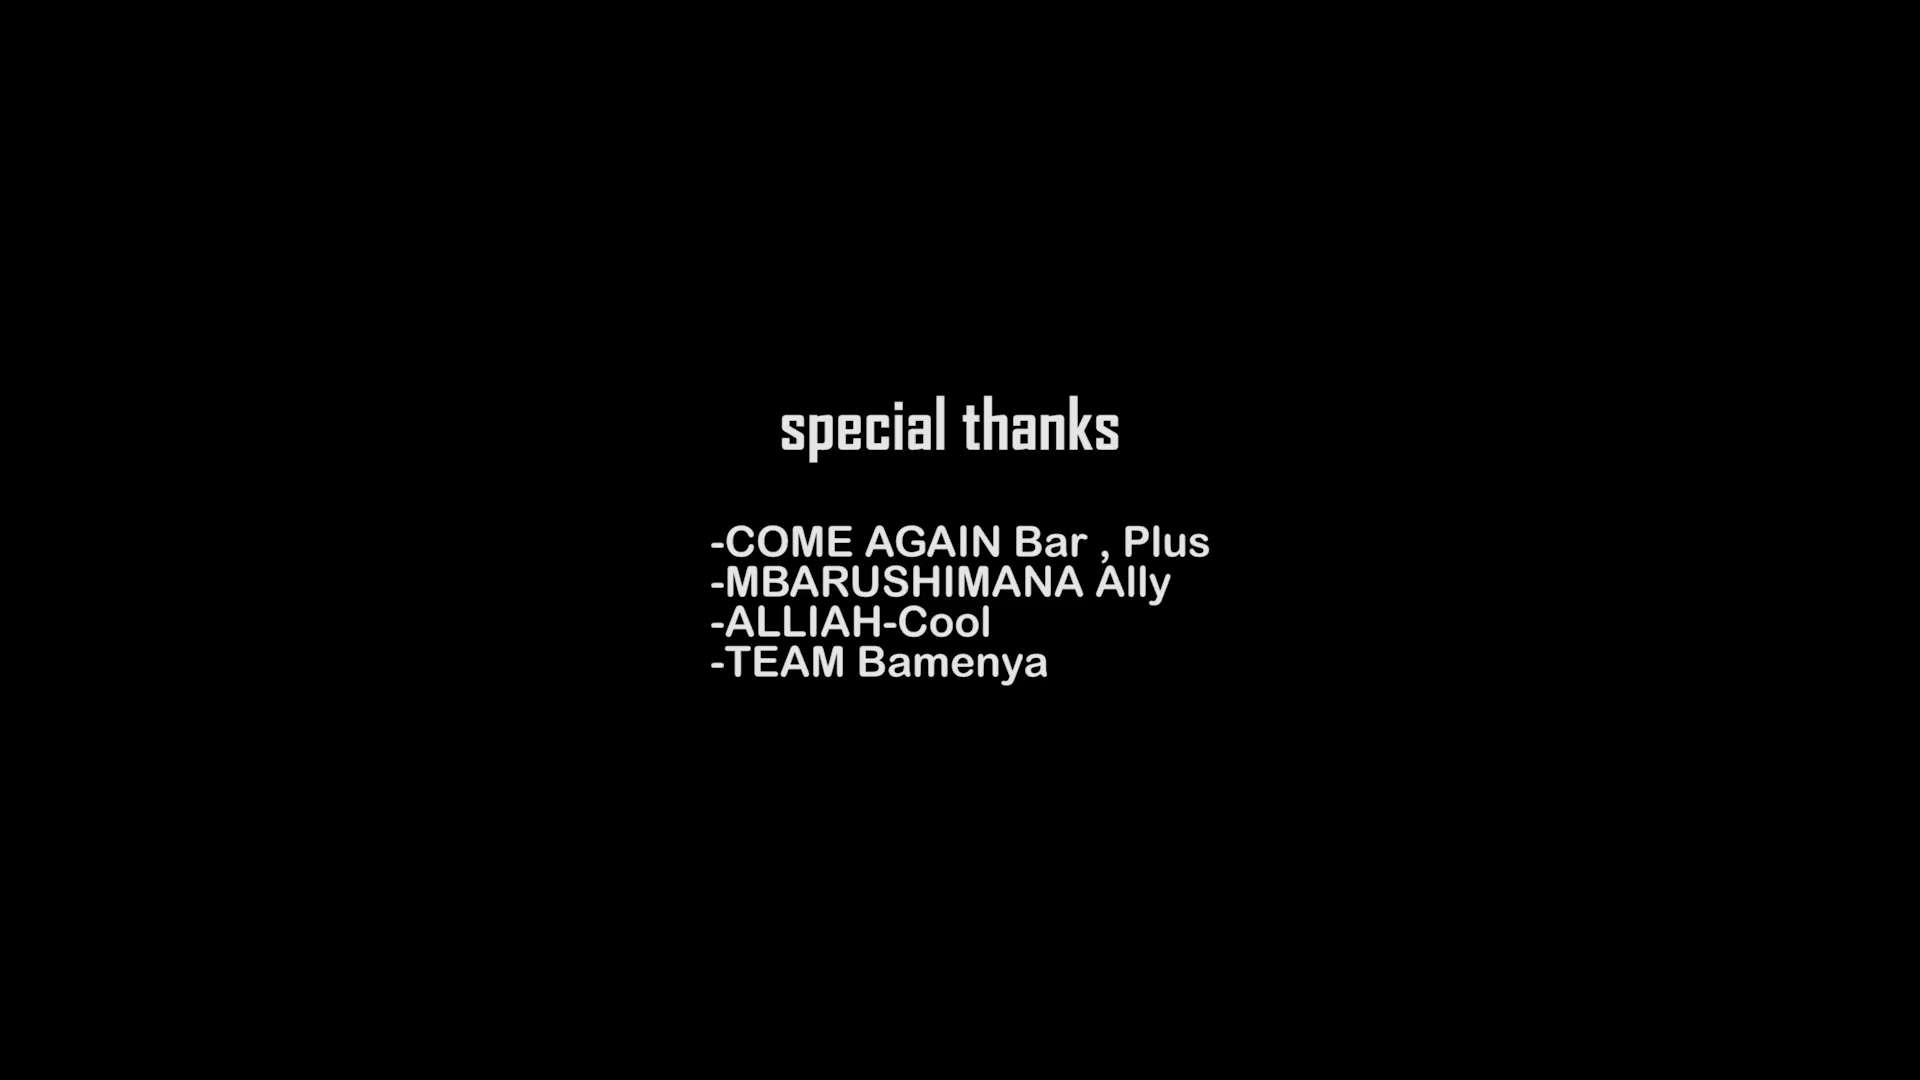 special thanks
-COME AGAIN Bar , Plus
-MBARUSHIMANA Ally
-ALLIAH-Cool
-TEAM Bamenya